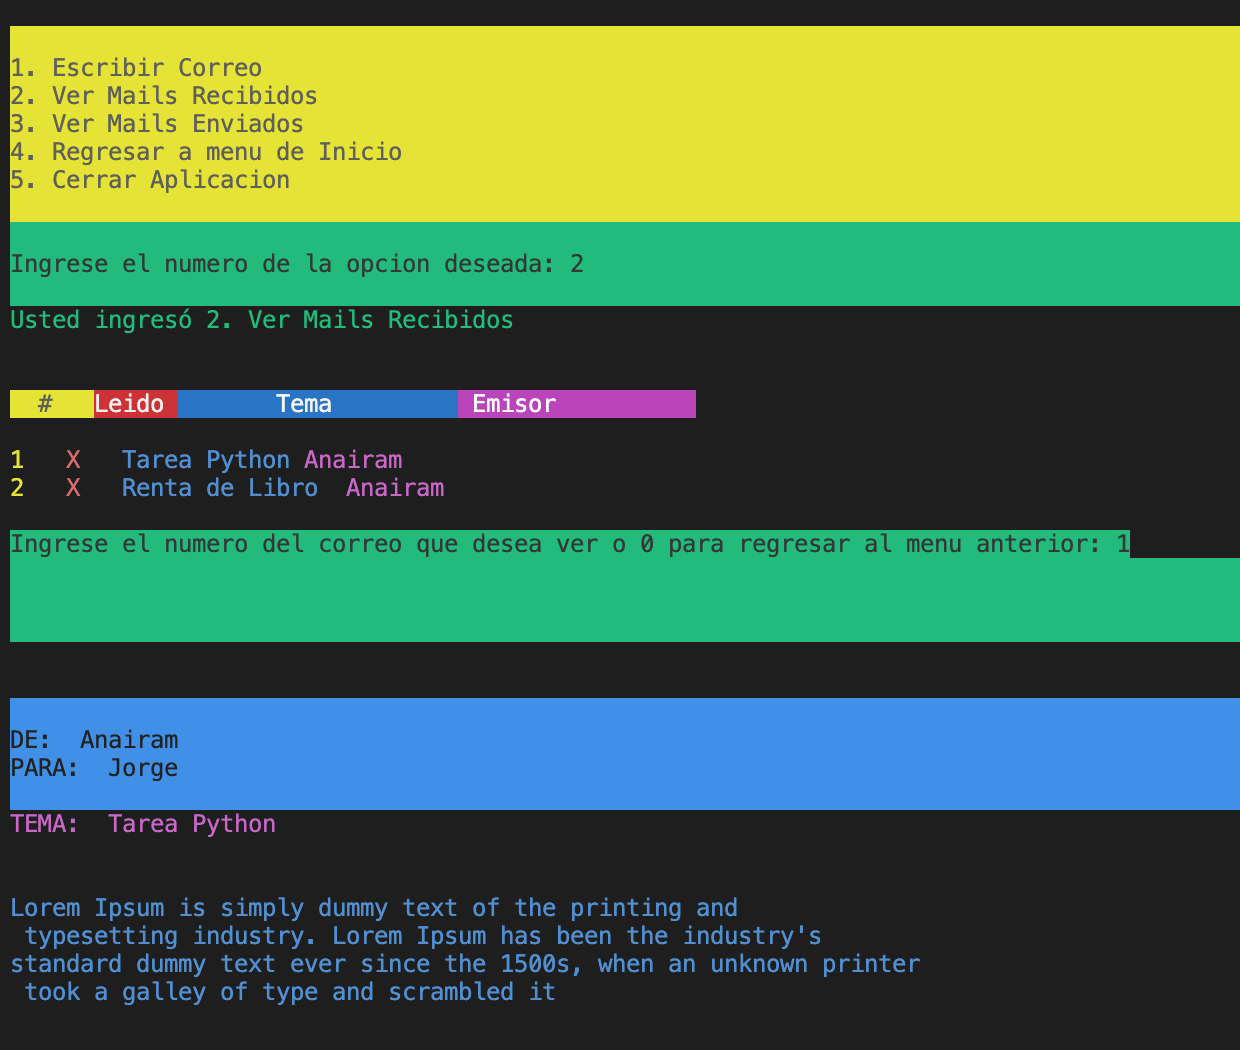 1. Escribir Correo
2. Ver Mails Recibidos
3. Ver Mails Enviados
4. Regresar a menu de Inicio
5. Cerrar Aplicacion
Ingrese el numero de la opcion deseada: 2
Usted ingresó 2. Ver Mails Recibidos
# Leido Tema Emisor
1 X Tarea Python Anairam
2 X Renta de Libro Anairam
Ingrese el numero del correo que desea ver o 0 para regresar al menu anterior: 1
DE: Anairam
PARA: Jorge
TEMA: Tarea Python
Lorem Ipsum is simply dummy text of the printing and
typesetting industry. Lorem Ipsum has been the industry's
standard dummy text ever since the 1500s, when an unknown printer
took a galley of type and scrambled it